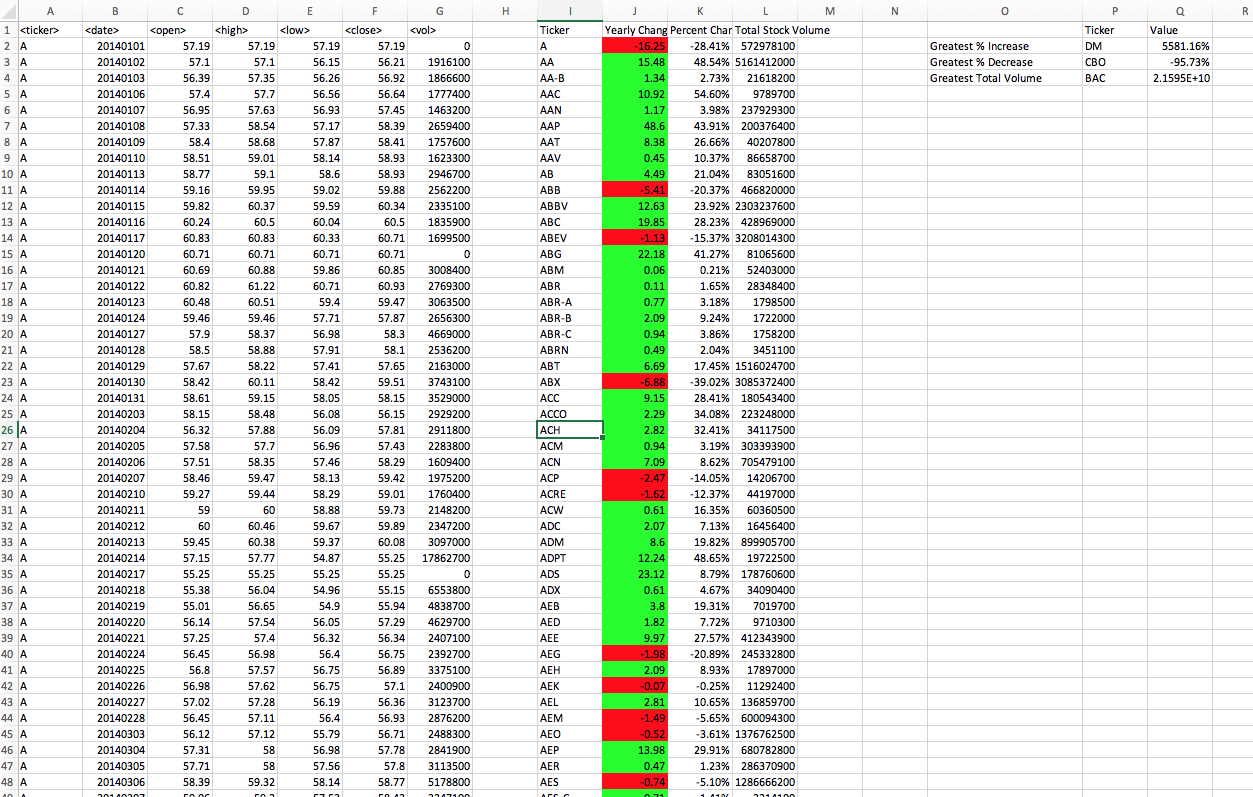 A B C D E F G H I J K L M N O P Q R
1 <ticker> <date> <open> <high> <low> <close> <vol> Ticker Yearly Chang Percent Char Total Stock Volume Ticker Value
2 A 20140101 57.19 57.19 57.19 57.19 0 A -16.25 -28.41% 572978100 Greatest % Increase DM 5581.16%
3 A 20140102 57.1 57.1 56.15 56.21 1916100 AA 15.48 48.54% 5161412000 Greatest % Decrease CBO -95.73%
4 A 20140103 56.39 57.35 56.26 56.92 1866600 AA-B 1.34 2.73% 21618200 Greatest Total Volume BAC 2.1595E+10
5 A 20140106 57.4 57.7 56.56 56.64 1777400 AAC 10.92 54.60% 9789700
6 A 20140107 56.95 57.63 56.93 57.45 1463200 AAN 1.17 3.98% 237929300
7 A 20140108 57.33 58.54 57.17 58.39 2659400 AAP 48.6 43.91% 200376400
8 A 20140109 58.4 58.68 57.87 58.41 1757600 AAT 8.38 26.66% 40207800
9 A 20140110 58.51 59.01 58.14 58.93 1623300 AAV 0.45 10.37% 86658700
10 A 20140113 58.77 59.1 58.6 58.93 2946700 AB 4.49 21.04% 83051600
11 A 20140114 59.16 59.95 59.02 59.88 2562200 ABB -5.41 -20.37% 466820000
12 A 20140115 59.82 60.37 59.59 60.34 2335100 ABBV 12.63 23.92% 2303237600
13 A 20140116 60.24 60.5 60.04 60.5 1835900 ABC 19.85 28.23% 428969000
14 A 20140117 60.83 60.83 60.33 60.71 1699500 ABEV -1.13 -15.37% 3208014300
15 A 20140120 60.71 60.71 60.71 60.71 0 ABG 22.18 41.27% 81065600
16 A 20140121 60.69 60.88 59.86 60.85 3008400 ABM 0.06 0.21% 52403000
17 A 20140122 60.82 61.22 60.71 60.93 2769300 ABR 0.11 1.65% 28348400
18 A 20140123 60.48 60.51 59.4 59.47 3063500 ABR-A 0.77 3.18% 1798500
19 A 20140124 59.46 59.46 57.71 57.87 2656300 ABR-B 2.09 9.24% 1722000
20 A 20140127 57.9 58.37 56.98 58.3 4669000 ABR-C 0.94 3.86% 1758200
21 A 20140128 58.5 58.88 57.91 58.1 2536200 ABRN 0.49 2.04% 3451100
22 A 20140129 57.67 58.22 57.41 57.65 2163000 ABT 6.69 17.45% 1516024700
23 A 20140130 58.42 60.11 58.42 59.51 3743100 ABX -6.88 -39.02% 3085372400
24 A 20140131 58.61 59.15 58.05 58.15 3529000 ACC 9.15 28.41% 180543400
25 A 20140203 58.15 58.48 56.08 56.15 2929200 ACCO 2.29 34.08% 223248000
26 A 20140204 56.32 57.88 56.09 57.81 2911800 ACH 2.82 32.41% 34117500
27 A 20140205 57.58 57.7 56.96 57.43 2283800 ACM 0.94 3.19% 303393900
28 A 20140206 57.51 58.35 57.46 58.29 1609400 ACN 7.09 8.62% 705479100
29 A 20140207 58.46 59.47 58.13 59.42 1975200 ACP -2.47 -14.05% 14206700
30 A 20140210 59.27 59.44 58.29 59.01 1760400 ACRE -1.62 -12.37% 44197000
31 A 20140211 59 60 58.88 59.73 2148200 ACW 0.61 16.35% 60360500
32 A 20140212 60 60.46 59.67 59.89 2347200 ADC 2.07 7.13% 16456400
33 A 20140213 59.45 60.38 59.37 60.08 3097000 ADM 8.6 19.82% 899905700
34 A 20140214 57.15 57.77 54.87 55.25 17862700 ADPT 12.24 48.65% 19722500
35 A 20140217 55.25 55.25 55.25 55.25 0 ADS 23.12 8.79% 178760600
36 A 20140218 55.38 56.04 54.96 55.15 6553800 ADX 0.61 4.67% 34090400
37 A 20140219 55.01 56.65 54.9 55.94 4838700 AEB 3.8 19.31% 7019700
38 A 20140220 56.14 57.54 56.05 57.29 4629700 AED 1.82 7.72% 9710300
39 A 20140221 57.25 57.4 56.32 56.34 2407100 AEE 9.97 27.57% 412343900
40 A 20140224 56.45 56.98 56.4 56.75 2392700 AEG -1.98 -20.89% 245332800
41 A 20140225 56.8 57.57 56.75 56.89 3375100 AEH 2.09 8.93% 17897000
42 A 20140226 56.98 57.62 56.75 57.1 2400900 AEK -0.07 -0.25% 11292400
43 A 20140227 57.02 57.28 56.19 56.36 3123700 AEL 2.81 10.65% 136859700
44 A 20140228 56.45 57.11 56.4 56.93 2876200 AEM -1.49 -5.65% 600094300
45 A 20140303 56.12 57.12 55.79 56.71 2488300 AEO -0.52 -3.61% 1376762500
46 A 20140304 57.31 58 56.98 57.78 2841900 AEP 13.98 29.91% 680782800
47 A 20140305 57.71 58 57.56 57.8 3113500 AER 0.47 1.23% 286370900
48 A 20140306 58.39 59.32 58.14 58.77 5178800 AES -0.74 -5.10% 1286666200